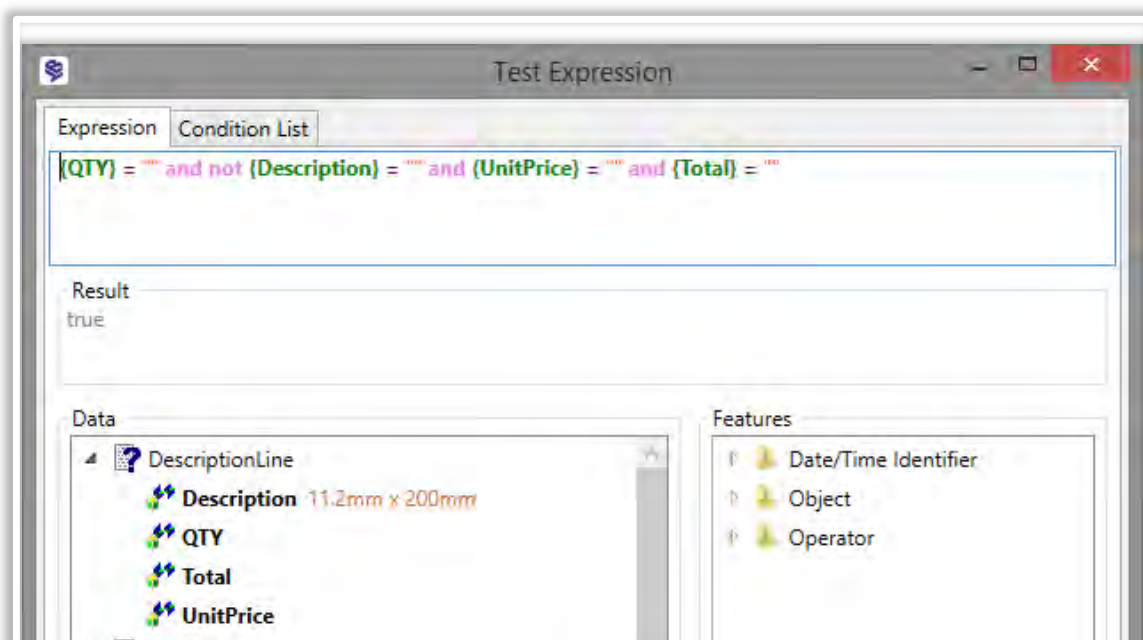 Test Expression
Expression Condition List
{QTY} = "" and not {Description} = "" and {UnitPrice} = "" and {Total} = ""
Result
true
Data
DescriptionLine
Description 11.2mm x 200mm
QTY
Total
UnitPrice
Features
Date/Time Identifier
Object
Operator